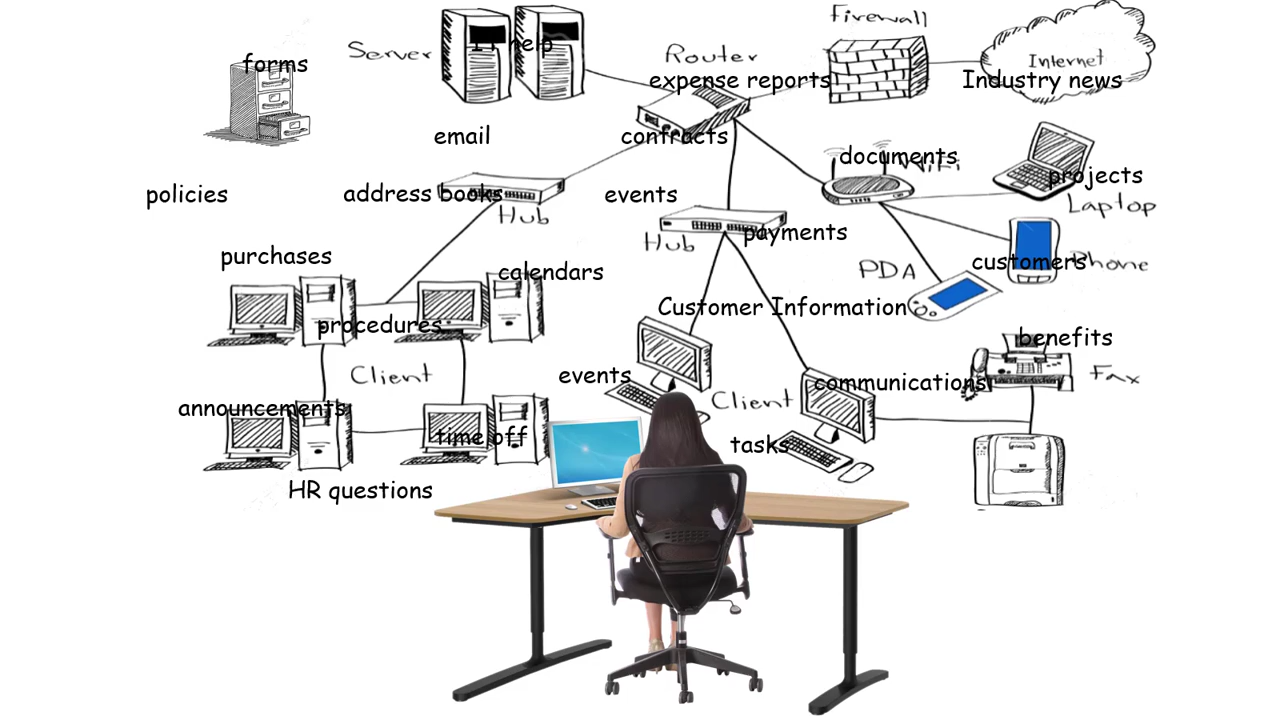 Firewall
Server
IT help
Router
forms
Internet
expense reports
Industry news
email
contracts
documents
WiFi
projects
policies
address books
events
Laptop
Hub
Hub
payments
purchases
calendars
PDA
customers
Phone
Customer Information
procedures
benefits
Client
events
communications
Fax
announcements
Client
time off
tasks
HR questions